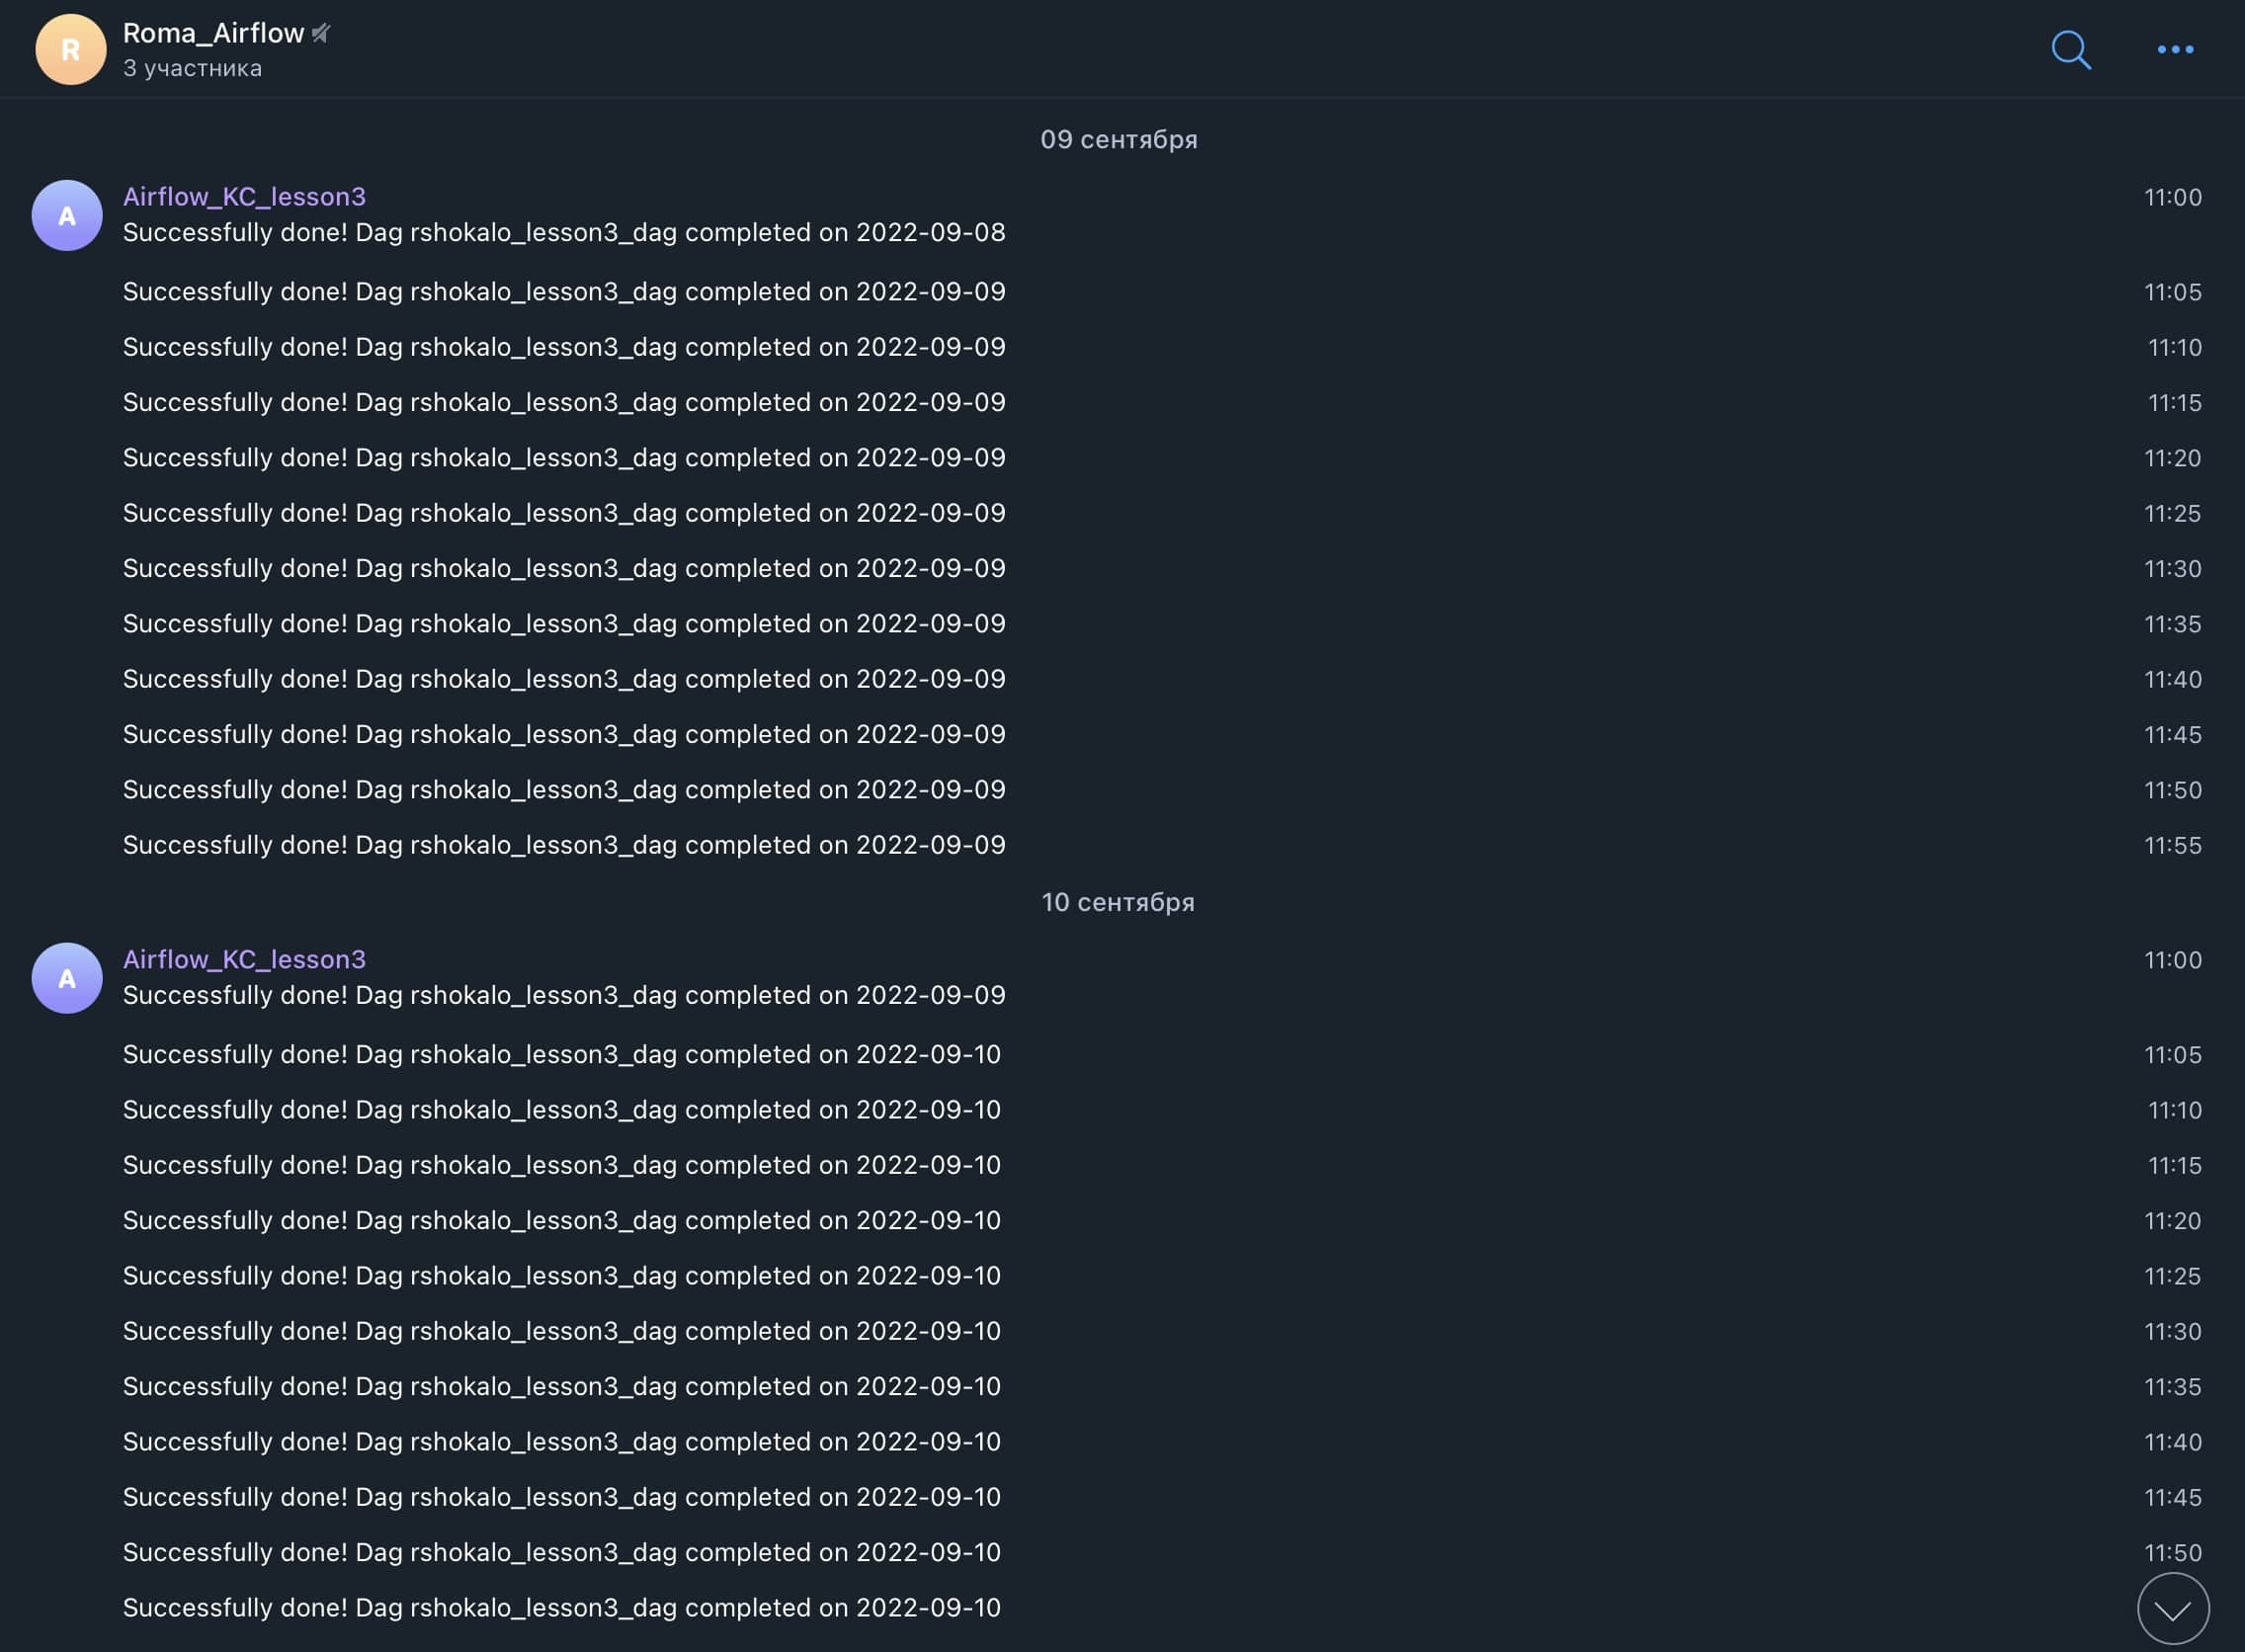 R
Roma_Airflow
3 участника
09 сентября
A
Airflow_KC_lesson3 11:00
Successfully done! Dag rshokalo_lesson3_dag completed on 2022-09-08
Successfully done! Dag rshokalo_lesson3_dag completed on 2022-09-09 11:05
Successfully done! Dag rshokalo_lesson3_dag completed on 2022-09-09 11:10
Successfully done! Dag rshokalo_lesson3_dag completed on 2022-09-09 11:15
Successfully done! Dag rshokalo_lesson3_dag completed on 2022-09-09 11:20
Successfully done! Dag rshokalo_lesson3_dag completed on 2022-09-09 11:25
Successfully done! Dag rshokalo_lesson3_dag completed on 2022-09-09 11:30
Successfully done! Dag rshokalo_lesson3_dag completed on 2022-09-09 11:35
Successfully done! Dag rshokalo_lesson3_dag completed on 2022-09-09 11:40
Successfully done! Dag rshokalo_lesson3_dag completed on 2022-09-09 11:45
Successfully done! Dag rshokalo_lesson3_dag completed on 2022-09-09 11:50
Successfully done! Dag rshokalo_lesson3_dag completed on 2022-09-09 11:55
10 сентября
A
Airflow_KC_lesson3 11:00
Successfully done! Dag rshokalo_lesson3_dag completed on 2022-09-09
Successfully done! Dag rshokalo_lesson3_dag completed on 2022-09-10 11:05
Successfully done! Dag rshokalo_lesson3_dag completed on 2022-09-10 11:10
Successfully done! Dag rshokalo_lesson3_dag completed on 2022-09-10 11:15
Successfully done! Dag rshokalo_lesson3_dag completed on 2022-09-10 11:20
Successfully done! Dag rshokalo_lesson3_dag completed on 2022-09-10 11:25
Successfully done! Dag rshokalo_lesson3_dag completed on 2022-09-10 11:30
Successfully done! Dag rshokalo_lesson3_dag completed on 2022-09-10 11:35
Successfully done! Dag rshokalo_lesson3_dag completed on 2022-09-10 11:40
Successfully done! Dag rshokalo_lesson3_dag completed on 2022-09-10 11:45
Successfully done! Dag rshokalo_lesson3_dag completed on 2022-09-10 11:50
Successfully done! Dag rshokalo_lesson3_dag completed on 2022-09-10